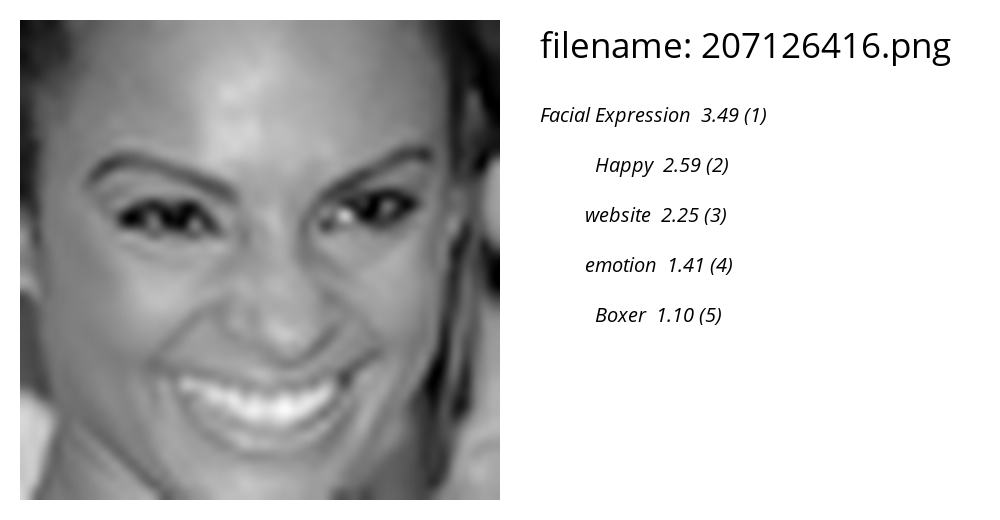 filename: 207126416.png
Facial Expression 3.49 (1)
Happy 2.59 (2)
website 2.25 (3)
emotion 1.41 (4)
Boxer 1.10 (5)